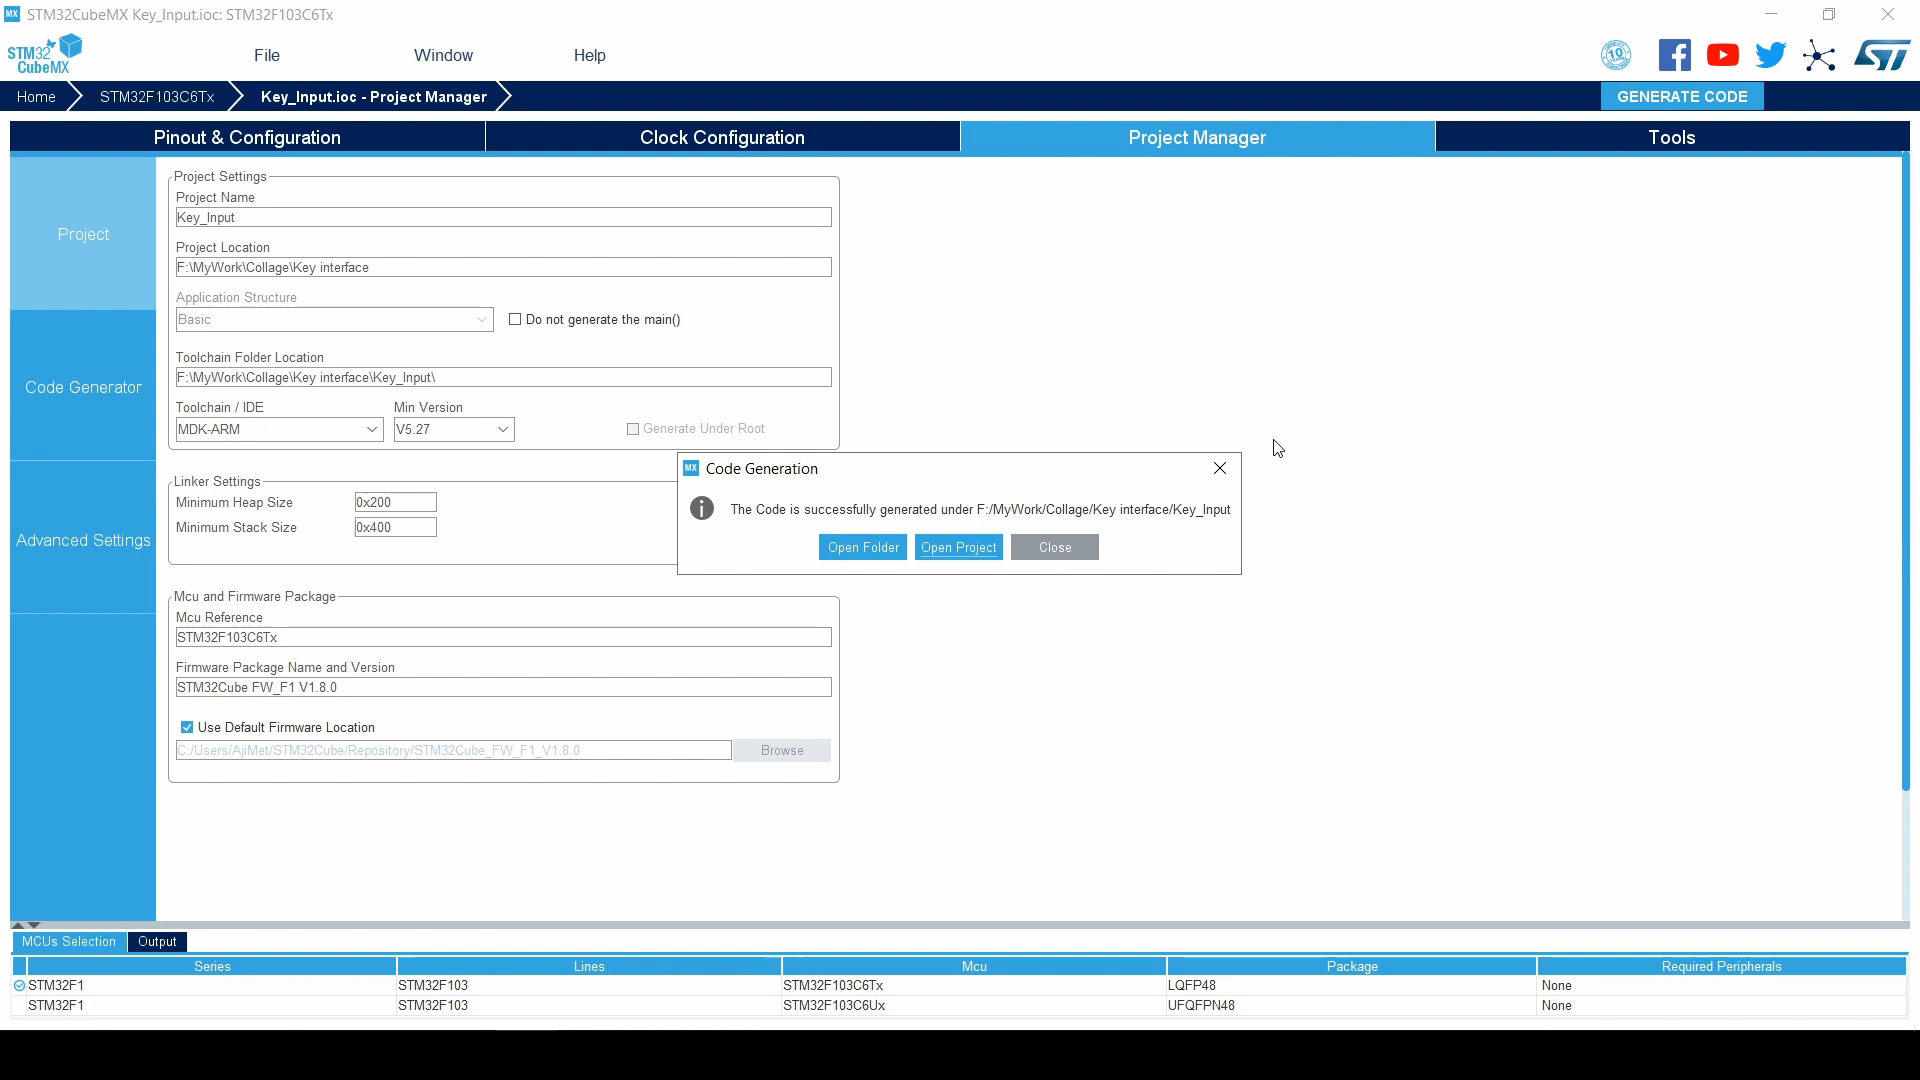 MX STM32CubeMX Key_Input.ioc: STM32F103C6Tx
STM32
CubeMX
File Window Help
10
ST
Home STM32F103C6Tx Key_Input.ioc - Project Manager GENERATE CODE
Pinout & Configuration Clock Configuration Project Manager Tools
Project
Code Generator
Advanced Settings
Project Settings
Project Name
Key_Input
Project Location
F:\MyWork\Collage\Key interface
Application Structure
Basic Do not generate the main()
Toolchain Folder Location
F:\MyWork\Collage\Key interface\Key_Input\
Toolchain / IDE Min Version
MDK-ARM V5.27 Generate Under Root
Linker Settings
Minimum Heap Size 0x200
Minimum Stack Size 0x400
MX Code Generation
The Code is successfully generated under F:/MyWork/Collage/Key interface/Key_Input
Open Folder Open Project Close
Mcu and Firmware Package
Mcu Reference
STM32F103C6Tx
Firmware Package Name and Version
STM32Cube FW_F1 V1.8.0
Use Default Firmware Location
C:/Users/AjiMet/STM32Cube/Repository/STM32Cube_FW_F1_V1.8.0 Browse
MCUs Selection Output
Series Lines Mcu Package Required Peripherals
STM32F1 STM32F103 STM32F103C6Tx LQFP48 None
STM32F1 STM32F103 STM32F103C6Ux UFQFPN48 None